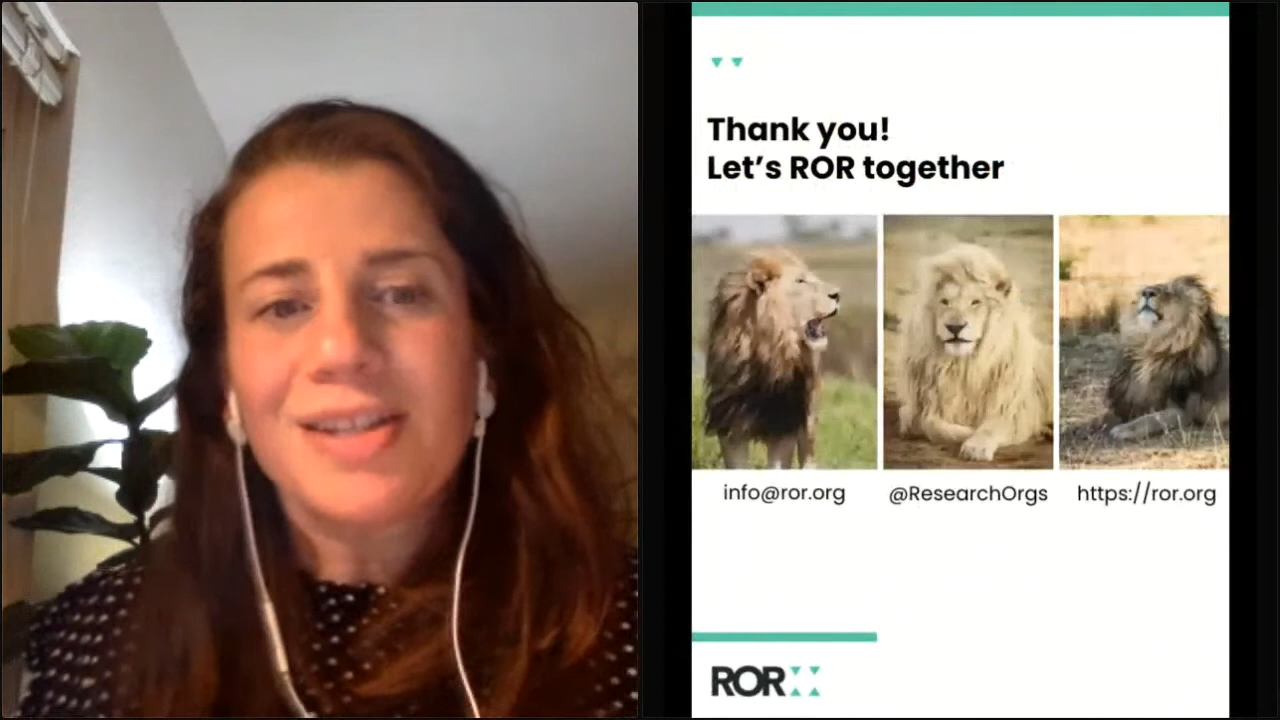 Thank you!
Let's ROR together
info@ror.org
@ResearchOrgs
https://ror.org
ROR